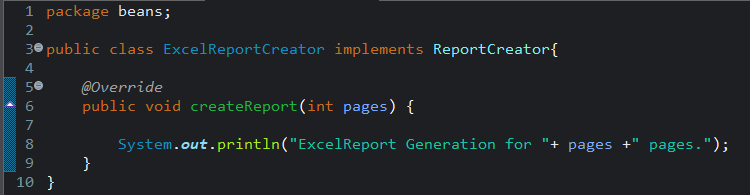 1 package beans;
2
3 public class ExcelReportCreator implements ReportCreator{
4
5     @Override
6     public void createReport(int pages) {
7
8         System.out.println("ExcelReport Generation for "+ pages +" pages.");
9     }
10 }